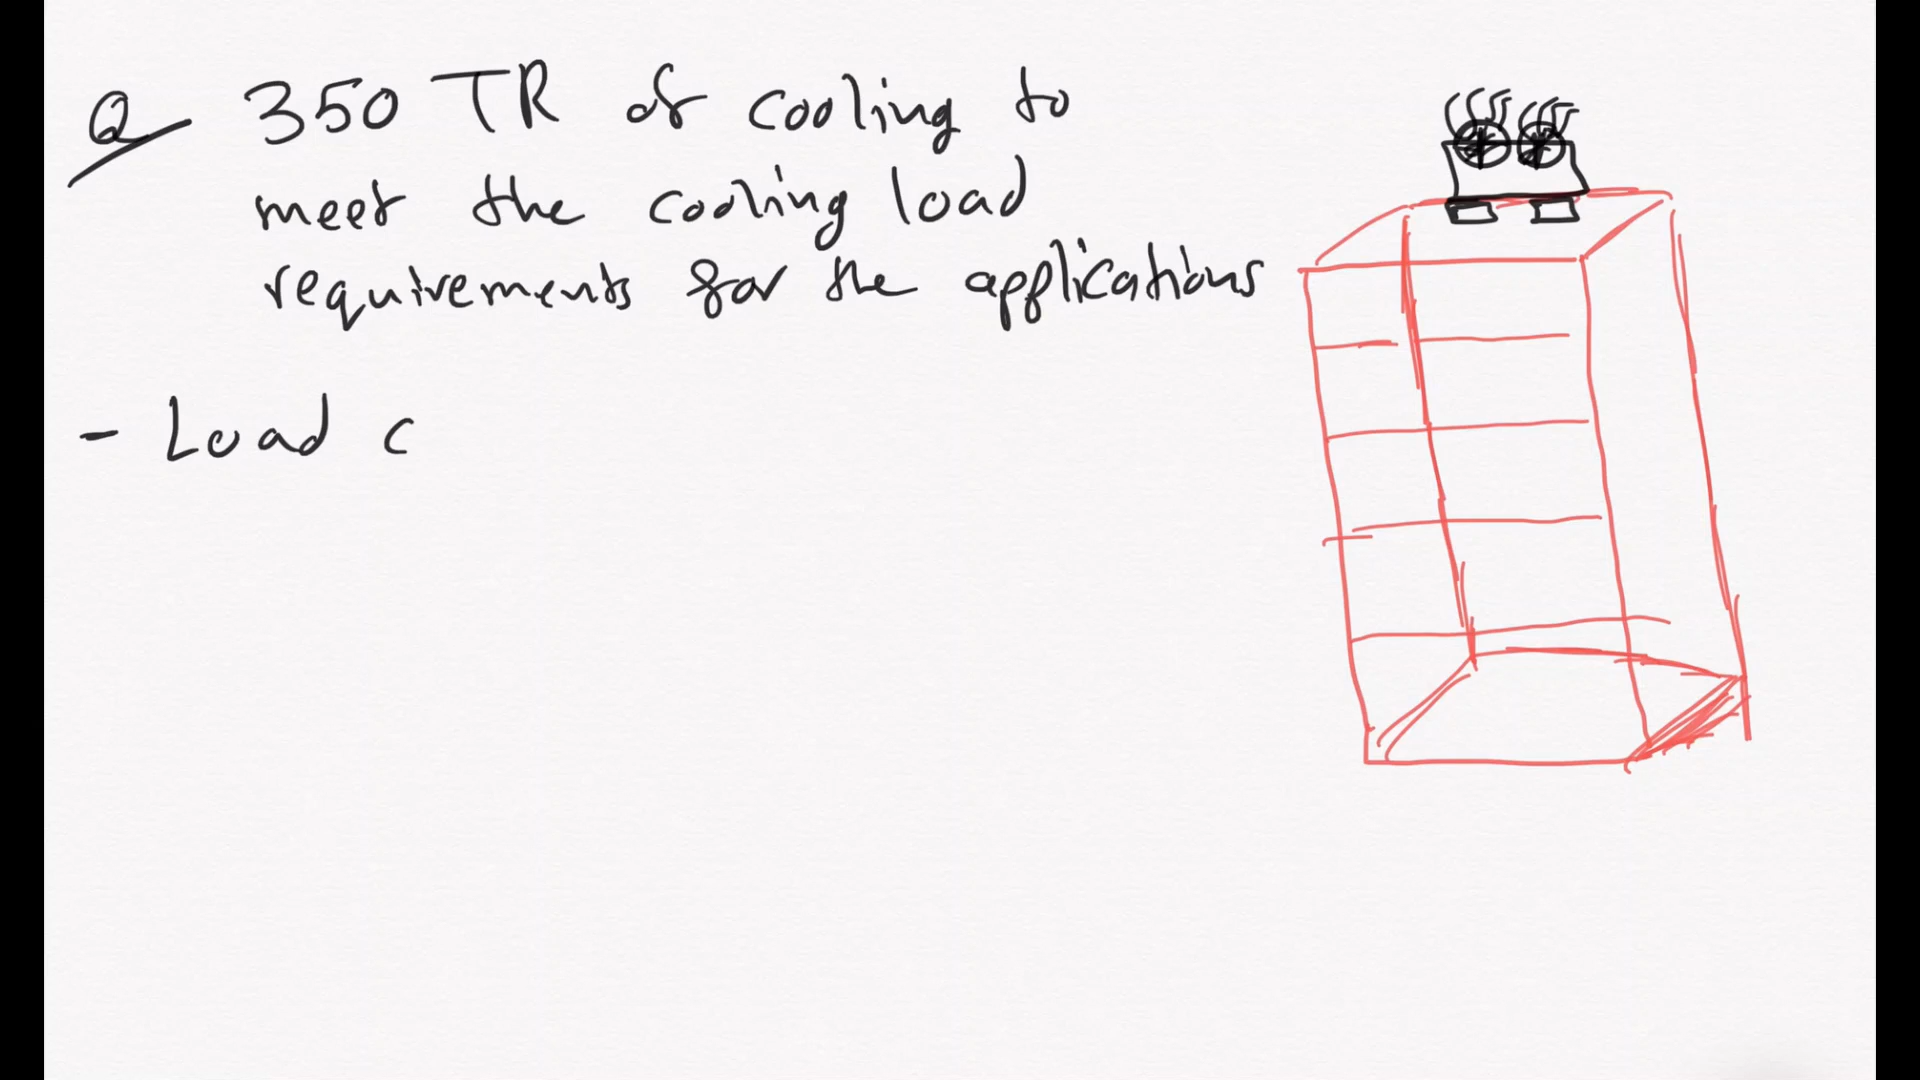 Q 350 TR of cooling to
meet the cooling load
requirements for the applications
- Load c